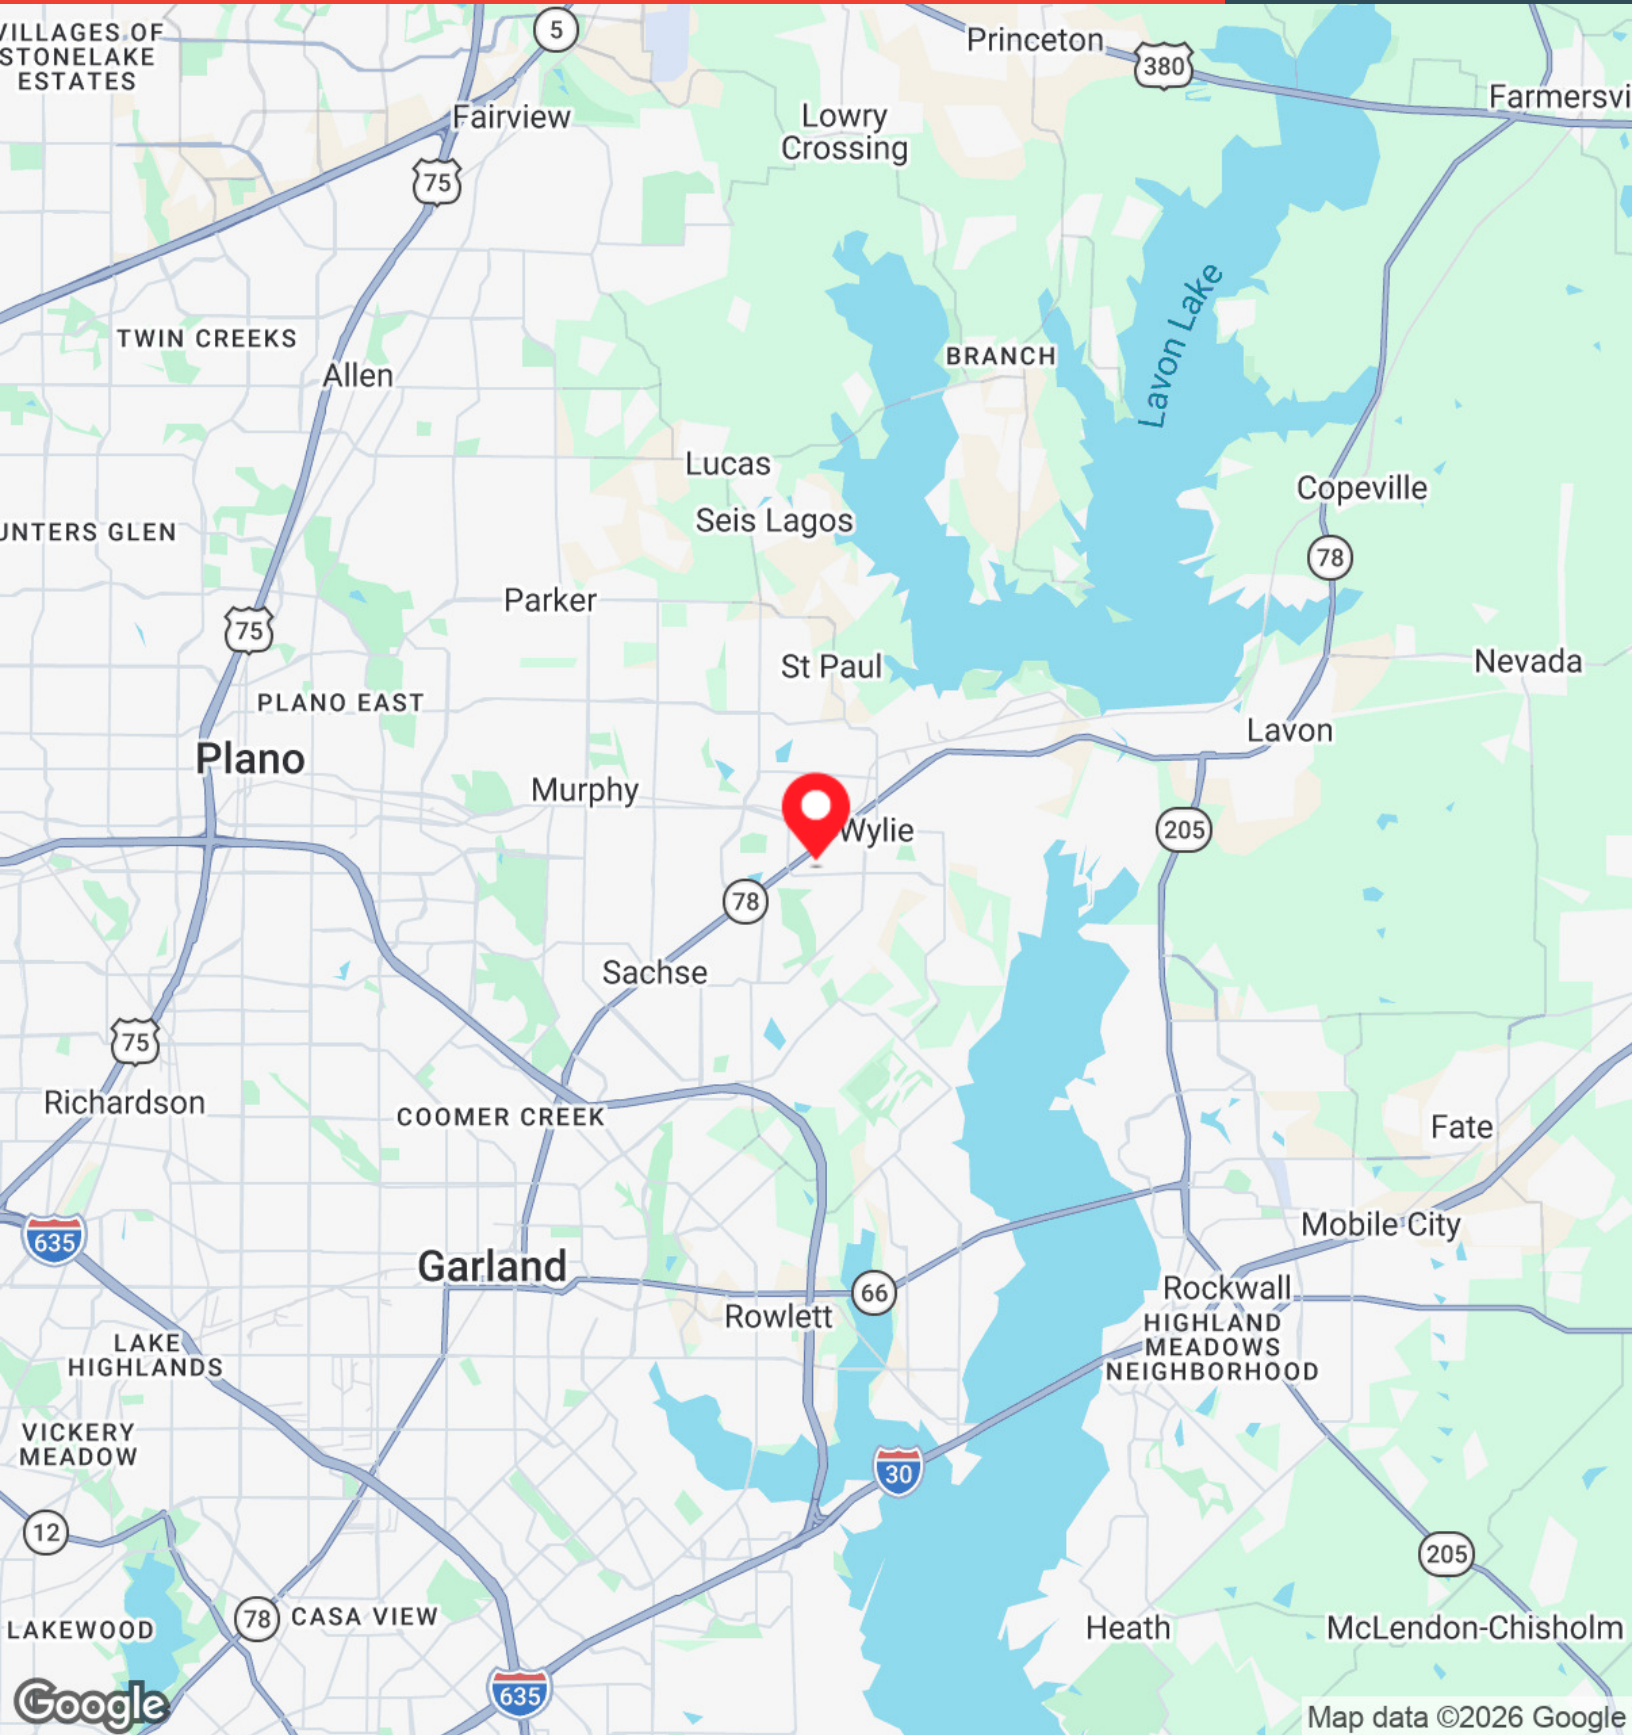 VILLAGES OF
STONELAKE
ESTATES
5
Princeton
380
Farmersvi
Fairview
Lowry
Crossing
75
Lavon Lake
TWIN CREEKS
Allen
BRANCH
Lucas
Copeville
Seis Lagos
UNTERS GLEN
78
Parker
75
St Paul
Nevada
PLANO EAST
Lavon
Plano
Murphy
Wylie
205
78
Sachse
75
Richardson
COOMER CREEK
Fate
Mobile City
635
Garland
66
Rockwall
Rowlett
HIGHLAND
MEADOWS
NEIGHBORHOOD
LAKE
HIGHLANDS
VICKERY
MEADOW
30
12
205
78
CASA VIEW
LAKEWOOD
Heath
McLendon-Chisholm
635
Google
Map data ©2026 Google